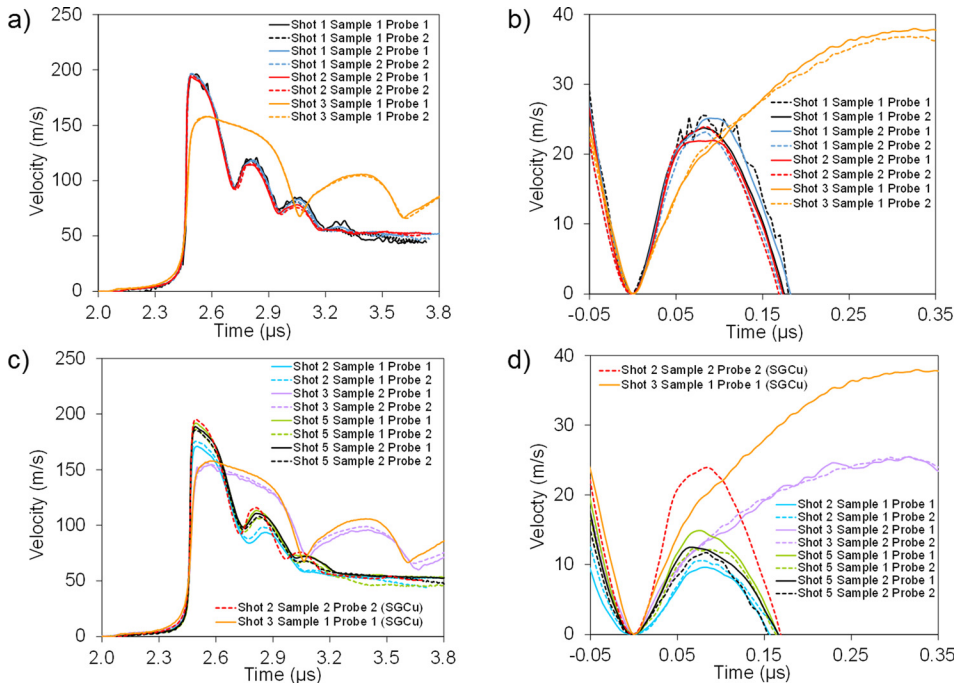 a)
250
200
150
100
50
0
Velocity (m/s)
2.0 2.3 2.6 2.9 3.2 3.5 3.8
Time (µs)
Shot 1 Sample 1 Probe 1
Shot 1 Sample 1 Probe 2
Shot 1 Sample 2 Probe 1
Shot 1 Sample 2 Probe 2
Shot 2 Sample 2 Probe 1
Shot 2 Sample 2 Probe 2
Shot 3 Sample 1 Probe 1
Shot 3 Sample 1 Probe 2
b)
40
30
20
10
0
Velocity (m/s)
-0.05 0.05 0.15 0.25 0.35
Time (µs)
Shot 1 Sample 1 Probe 1
Shot 1 Sample 1 Probe 2
Shot 1 Sample 2 Probe 1
Shot 1 Sample 2 Probe 2
Shot 2 Sample 2 Probe 1
Shot 2 Sample 2 Probe 2
Shot 3 Sample 1 Probe 1
Shot 3 Sample 1 Probe 2
c)
250
200
150
100
50
0
Velocity (m/s)
2.0 2.3 2.6 2.9 3.2 3.5 3.8
Time (µs)
Shot 2 Sample 1 Probe 1
Shot 2 Sample 1 Probe 2
Shot 3 Sample 2 Probe 1
Shot 3 Sample 2 Probe 2
Shot 5 Sample 1 Probe 1
Shot 5 Sample 1 Probe 2
Shot 5 Sample 2 Probe 1
Shot 5 Sample 2 Probe 2
Shot 2 Sample 2 Probe 2 (SGCu)
Shot 3 Sample 1 Probe 1 (SGCu)
d)
40
30
20
10
0
Velocity (m/s)
-0.05 0.05 0.15 0.25 0.35
Time (µs)
Shot 2 Sample 2 Probe 2 (SGCu)
Shot 3 Sample 1 Probe 1 (SGCu)
Shot 2 Sample 1 Probe 1
Shot 2 Sample 1 Probe 2
Shot 3 Sample 2 Probe 1
Shot 3 Sample 2 Probe 2
Shot 5 Sample 1 Probe 1
Shot 5 Sample 1 Probe 2
Shot 5 Sample 2 Probe 1
Shot 5 Sample 2 Probe 2